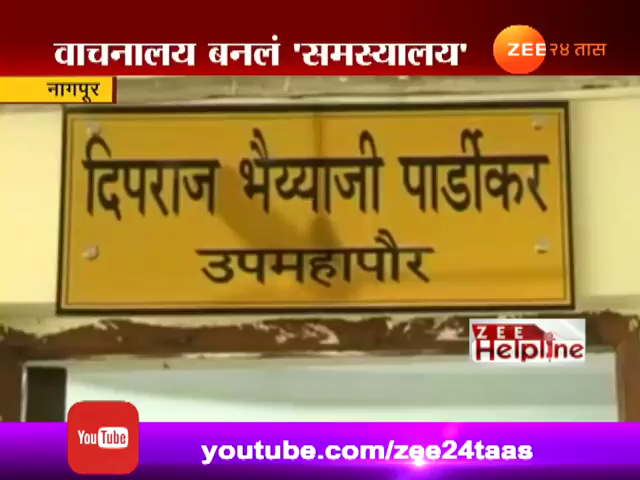 वाचनालय बनलं 'समस्यालय'
ZEE २४ तास
नागपूर
दिपराज भैय्याजी पार्डीकर
उपमहापौर
ZEE
Helpline
YouTube
youtube.com/zee24taas